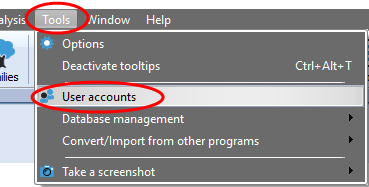 alysis Tools Window Help
ilies
Options
Deactivate tooltips Ctrl+Alt+T
User accounts
Database management
Convert/Import from other programs
Take a screenshot